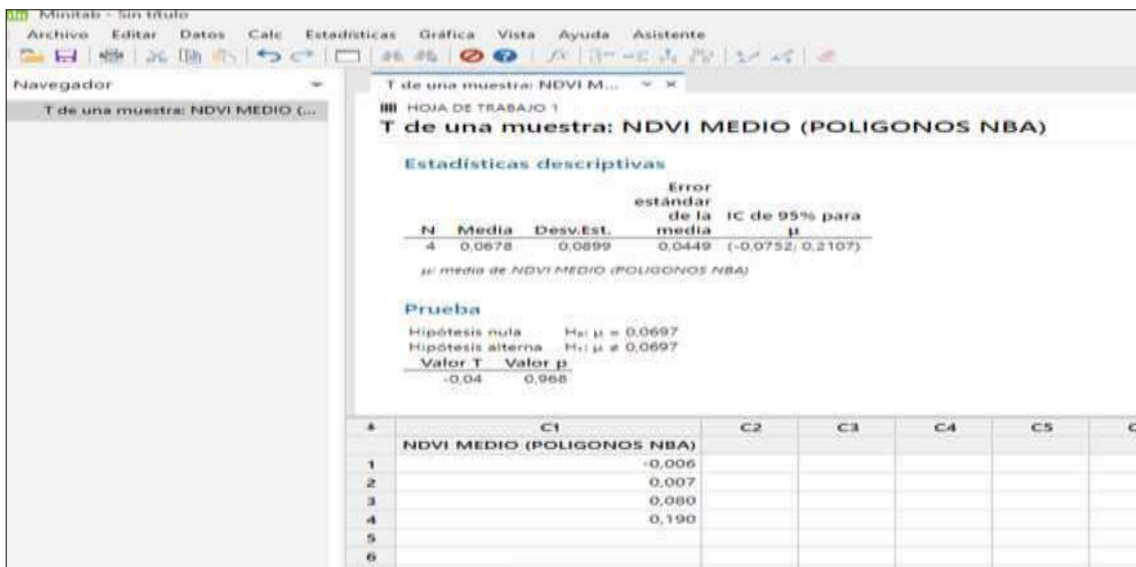 Minitab - Sin título
Archivo Editar Datos Calc Estadísticas Gráfica Vista Ayuda Asistente
Navegador
T de una muestra: NDVI MEDIO (...
T de una muestra: NDVI M...
HOJA DE TRABAJO 1
T de una muestra: NDVI MEDIO (POLIGONOS NBA)
Estadísticas descriptivas
Error
estándar
de la IC de 95% para
N Media Desv.Est. media μ
4 0,0678 0,0899 0,0449 (-0,0752; 0,2107)
μ: media de NDVI MEDIO (POLIGONOS NBA)
Prueba
Hipótesis nula H₀: μ = 0,0697
Hipótesis alterna H₁: μ ≠ 0,0697
Valor T Valor p
-0,04 0,968
C1 C2 C3 C4 C5
NDVI MEDIO (POLIGONOS NBA)
1 -0,006
2 0,007
3 0,080
4 0,190
5
6